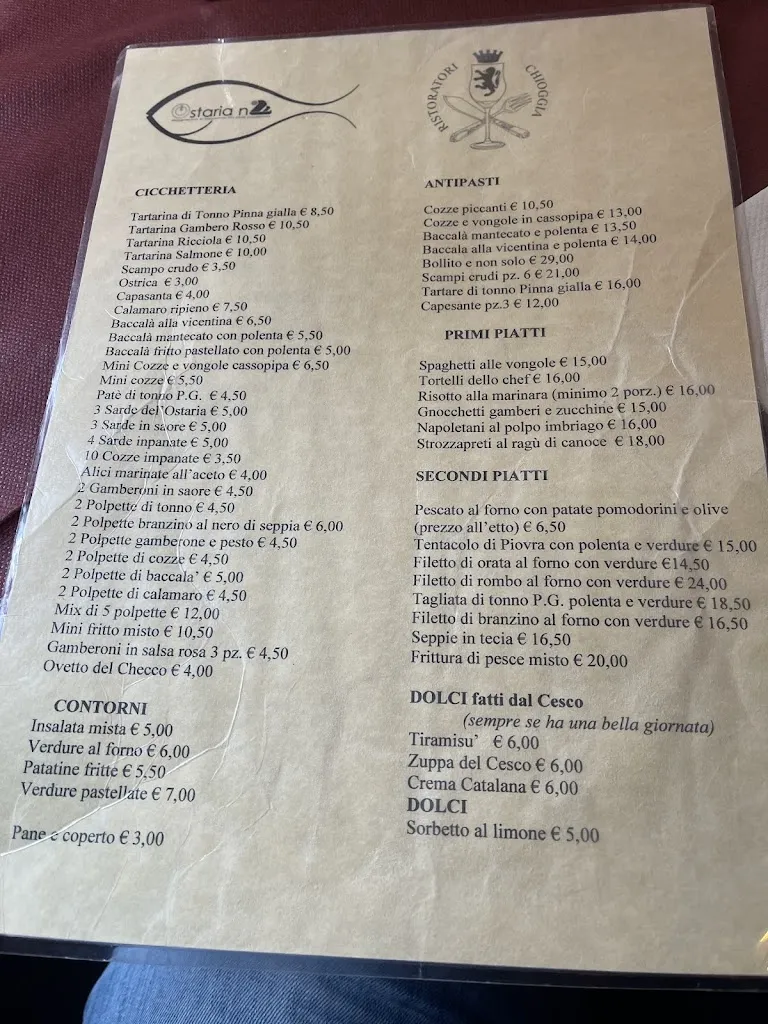 Ostaria n2
RISTORATORI CHIOGGIA
CICCHETTERIA
Tartarina di Tonno Pinna gialla € 8,50
Tartarina Gambero Rosso € 10,50
Tartarina Ricciola € 10,50
Tartarina Salmone € 10,00
Scampo crudo € 3,50
Ostrica € 3,00
Capasanta € 4,00
Calamaro ripieno € 7,50
Baccalà alla vicentina € 6,50
Baccalà mantecato con polenta € 5,50
Baccalà fritto pastellato con polenta € 5,00
Mini Cozze e vongole cassopipa € 6,50
Mini cozze € 5,50
Patè di tonno P.G. € 4,50
3 Sarde dell'Ostaria € 5,00
3 Sarde in saore € 5,00
4 Sarde inpanate € 5,00
10 Cozze impanate € 3,50
Alici marinate all'aceto € 4,00
2 Gamberoni in saore € 4,50
2 Polpette di tonno € 4,50
2 Polpette branzino al nero di seppia € 6,00
2 Polpette gamberone e pesto € 4,50
2 Polpette di cozze € 4,50
2 Polpette di baccala' € 5,00
2 Polpette di calamaro € 4,50
Mix di 5 polpette € 12,00
Mini fritto misto € 10,50
Gamberoni in salsa rosa 3 pz. € 4,50
Ovetto del Checco € 4,00
CONTORNI
Insalata mista € 5,00
Verdure al forno € 6,00
Patatine fritte € 5,50
Verdure pastellate € 7,00
Pane e coperto € 3,00
ANTIPASTI
Cozze piccanti € 10,50
Cozze e vongole in cassopipa € 13,00
Baccalà mantecato e polenta € 13,50
Baccala alla vicentina e polenta € 14,00
Bollito e non solo € 29,00
Scampi crudi pz. 6 € 21,00
Tartare di tonno Pinna gialla € 16,00
Capesante pz.3 € 12,00
PRIMI PIATTI
Spaghetti alle vongole € 15,00
Tortelli dello chef € 16,00
Risotto alla marinara (minimo 2 porz.) € 16,00
Gnocchetti gamberi e zucchine € 15,00
Napoletani al polpo imbriago € 16,00
Strozzapreti al ragù di canoce € 18,00
SECONDI PIATTI
Pescato al forno con patate pomodorini e olive
(prezzo all'etto) € 6,50
Tentacolo di Piovra con polenta e verdure € 15,00
Filetto di orata al forno con verdure €14,50
Filetto di rombo al forno con verdure € 24,00
Tagliata di tonno P.G. polenta e verdure € 18,50
Filetto di branzino al forno con verdure € 16,50
Seppie in tecia € 16,50
Frittura di pesce misto € 20,00
DOLCI fatti dal Cesco
(sempre se ha una bella giornata)
Tiramisu' € 6,00
Zuppa del Cesco € 6,00
Crema Catalana € 6,00
DOLCI
Sorbetto al limone € 5,00